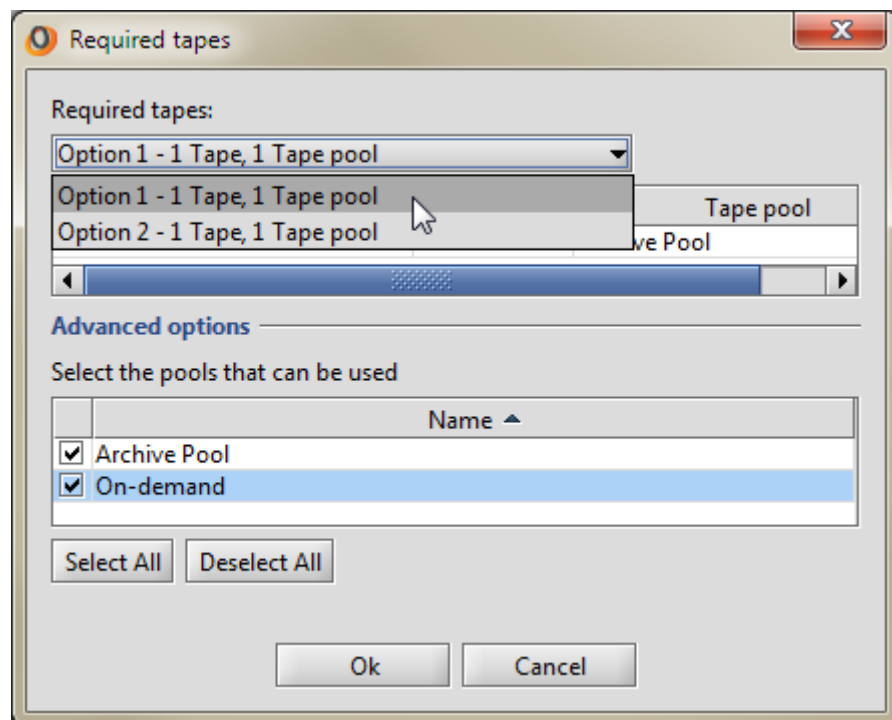 Required tapes
Required tapes:
Option 1 - 1 Tape, 1 Tape pool
Option 1 - 1 Tape, 1 Tape pool
Option 2 - 1 Tape, 1 Tape pool
Tape pool
ve Pool
Advanced options
Select the pools that can be used
Name
Archive Pool
On-demand
Select All Deselect All
Ok Cancel